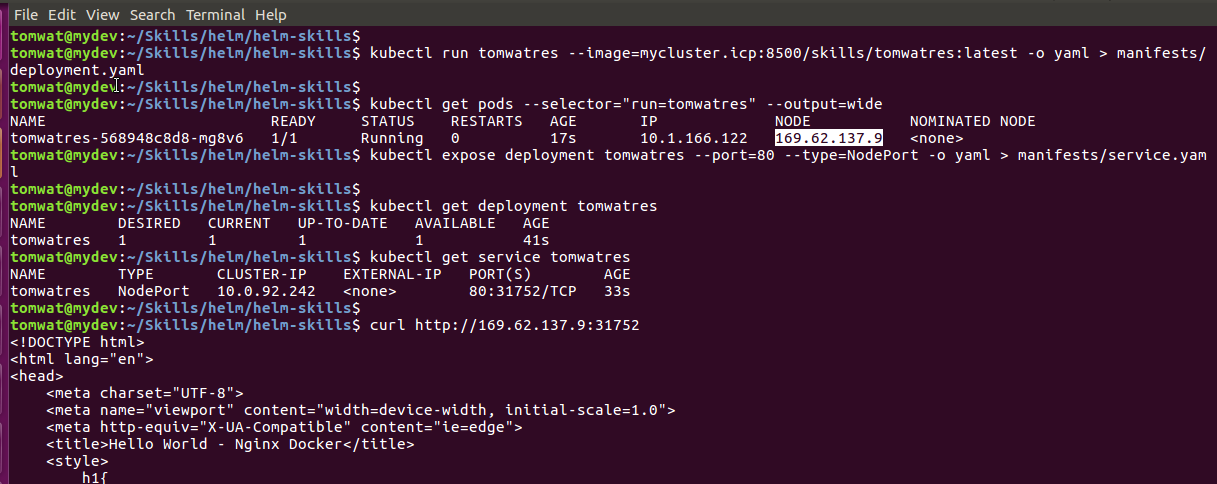 File Edit View Search Terminal Help
tomwat@mydev:~/Skills/helm/helm-skills$
tomwat@mydev:~/Skills/helm/helm-skills$ kubectl run tomwatres --image=mycluster.icp:8500/skills/tomwatres:latest -o yaml > manifests/
deployment.yaml
tomwat@mydev:~/Skills/helm/helm-skills$
tomwat@mydev:~/Skills/helm/helm-skills$ kubectl get pods --selector="run=tomwatres" --output=wide
NAME READY STATUS RESTARTS AGE IP NODE NOMINATED NODE
tomwatres-568948c8d8-mg8v6 1/1 Running 0 17s 10.1.166.122 169.62.137.9 <none>
tomwat@mydev:~/Skills/helm/helm-skills$ kubectl expose deployment tomwatres --port=80 --type=NodePort -o yaml > manifests/service.yam
l
tomwat@mydev:~/Skills/helm/helm-skills$
tomwat@mydev:~/Skills/helm/helm-skills$ kubectl get deployment tomwatres
NAME DESIRED CURRENT UP-TO-DATE AVAILABLE AGE
tomwatres 1 1 1 1 41s
tomwat@mydev:~/Skills/helm/helm-skills$ kubectl get service tomwatres
NAME TYPE CLUSTER-IP EXTERNAL-IP PORT(S) AGE
tomwatres NodePort 10.0.92.242 <none> 80:31752/TCP 33s
tomwat@mydev:~/Skills/helm/helm-skills$
tomwat@mydev:~/Skills/helm/helm-skills$ curl http://169.62.137.9:31752
<!DOCTYPE html>
<html lang="en">
<head>
    <meta charset="UTF-8">
    <meta name="viewport" content="width=device-width, initial-scale=1.0">
    <meta http-equiv="X-UA-Compatible" content="ie=edge">
    <title>Hello World - Nginx Docker</title>
    <style>
        h1{